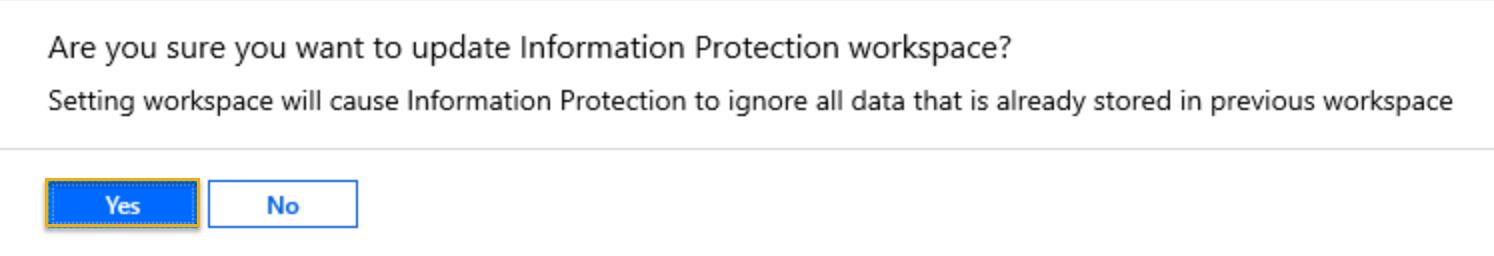 Are you sure you want to update Information Protection workspace?
Setting workspace will cause Information Protection to ignore all data that is already stored in previous workspace
Yes
No